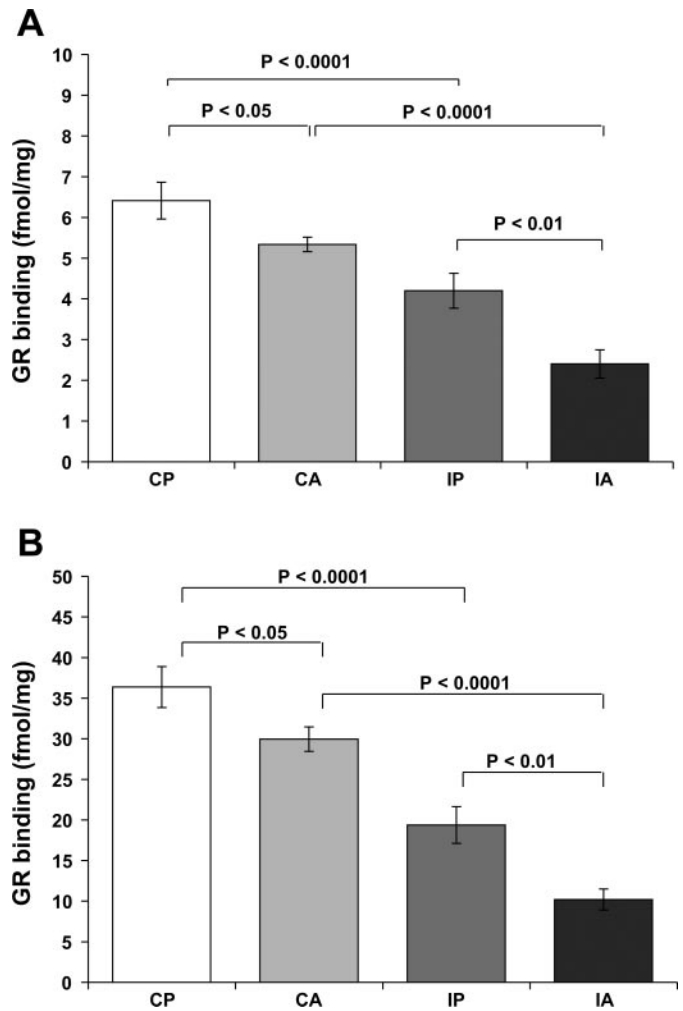 A
GR binding (fmol/mg)
10
9
8
7
6
5
4
3
2
1
0
P < 0.0001
P < 0.05
P < 0.0001
P < 0.01
CP CA IP IA
B
GR binding (fmol/mg)
50
45
40
35
30
25
20
15
10
5
0
P < 0.0001
P < 0.05
P < 0.0001
P < 0.01
CP CA IP IA